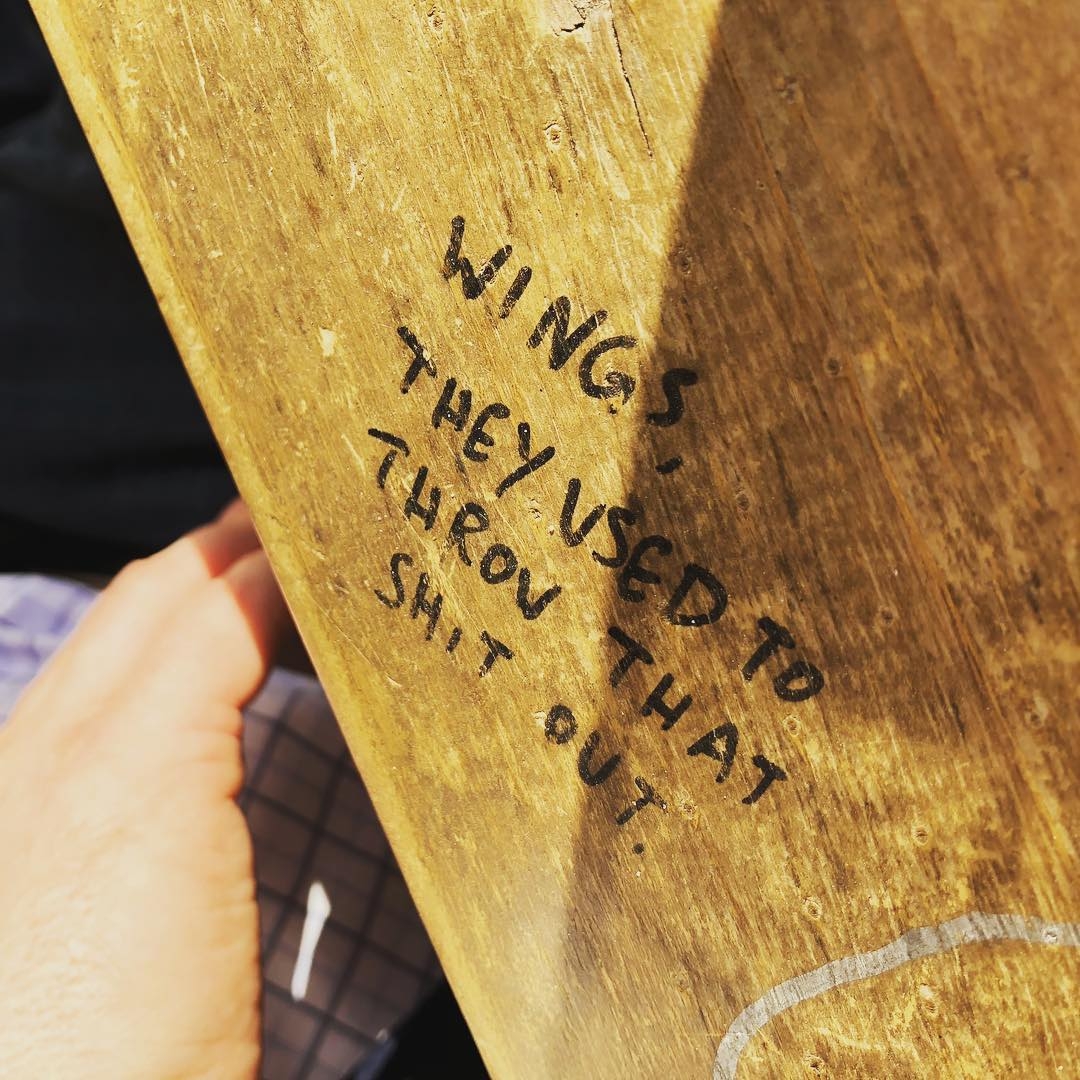 WINGS,
THEY USED TO
THROW THAT
SHIT OUT.